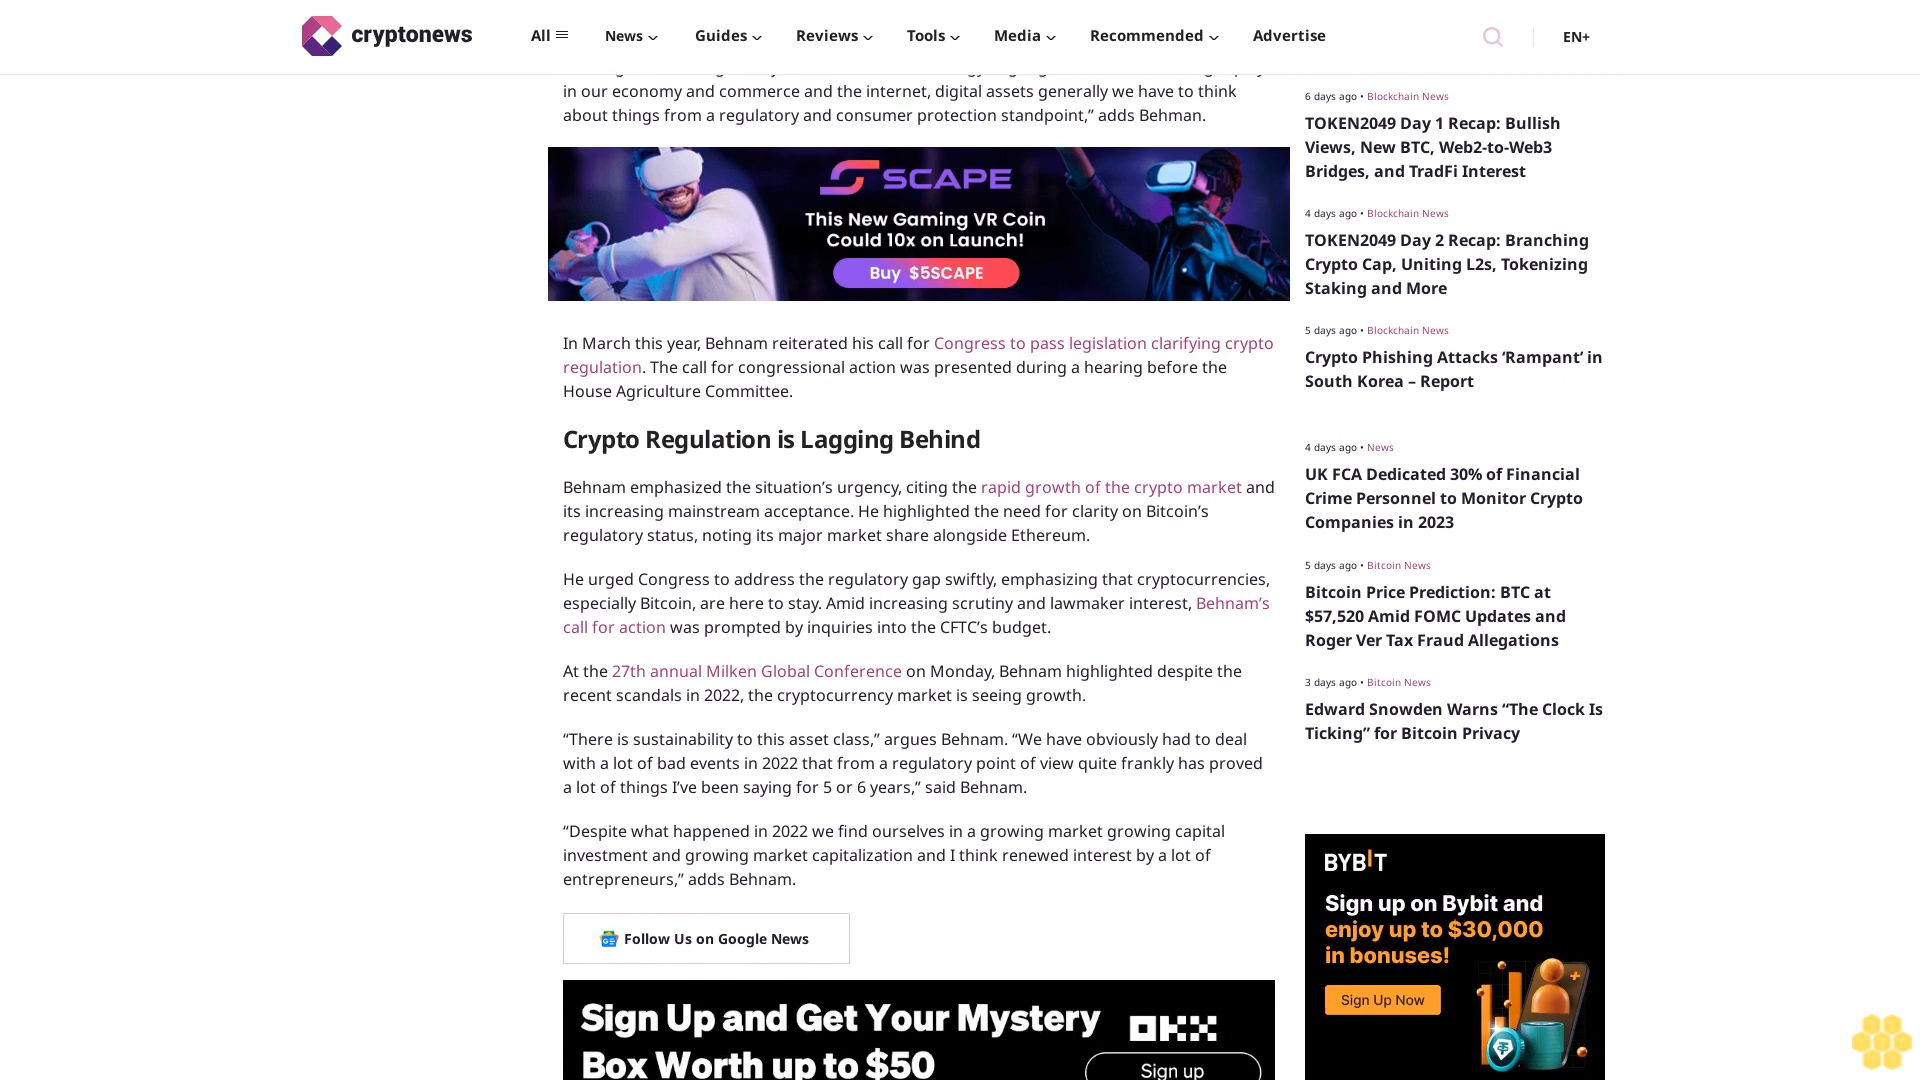 cryptonews
All
News
Guides
Reviews
Tools
Media
Recommended
Advertise
EN+
in our economy and commerce and the internet, digital assets generally we have to think
about things from a regulatory and consumer protection standpoint,” adds Behman.
SCAPE
This New Gaming VR Coin
Could 10x on Launch!
Buy $5SCAPE
In March this year, Behnam reiterated his call for Congress to pass legislation clarifying crypto
regulation. The call for congressional action was presented during a hearing before the
House Agriculture Committee.
Crypto Regulation is Lagging Behind
Behnam emphasized the situation’s urgency, citing the rapid growth of the crypto market and
its increasing mainstream acceptance. He highlighted the need for clarity on Bitcoin’s
regulatory status, noting its major market share alongside Ethereum.
He urged Congress to address the regulatory gap swiftly, emphasizing that cryptocurrencies,
especially Bitcoin, are here to stay. Amid increasing scrutiny and lawmaker interest, Behnam’s
call for action was prompted by inquiries into the CFTC’s budget.
At the 27th annual Milken Global Conference on Monday, Behnam highlighted despite the
recent scandals in 2022, the cryptocurrency market is seeing growth.
“There is sustainability to this asset class,” argues Behnam. “We have obviously had to deal
with a lot of bad events in 2022 that from a regulatory point of view quite frankly has proved
a lot of things I’ve been saying for 5 or 6 years,” said Behnam.
“Despite what happened in 2022 we find ourselves in a growing market growing capital
investment and growing market capitalization and I think renewed interest by a lot of
entrepreneurs,” adds Behnam.
Follow Us on Google News
Sign Up and Get Your Mystery
Box Worth up to $50
OKX
Sign up
6 days ago • Blockchain News
TOKEN2049 Day 1 Recap: Bullish
Views, New BTC, Web2-to-Web3
Bridges, and TradFi Interest
4 days ago • Blockchain News
TOKEN2049 Day 2 Recap: Branching
Crypto Cap, Uniting L2s, Tokenizing
Staking and More
5 days ago • Blockchain News
Crypto Phishing Attacks ‘Rampant’ in
South Korea – Report
4 days ago • News
UK FCA Dedicated 30% of Financial
Crime Personnel to Monitor Crypto
Companies in 2023
5 days ago • Bitcoin News
Bitcoin Price Prediction: BTC at
$57,520 Amid FOMC Updates and
Roger Ver Tax Fraud Allegations
3 days ago • Bitcoin News
Edward Snowden Warns “The Clock Is
Ticking” for Bitcoin Privacy
BYBIT
Sign up on Bybit and
enjoy up to $30,000
in bonuses!
Sign Up Now